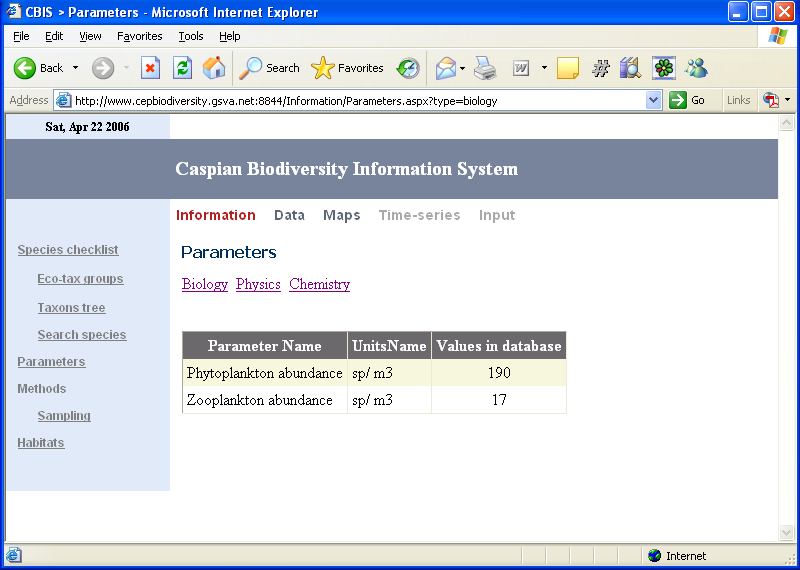 CBIS > Parameters - Microsoft Internet Explorer
File Edit View Favorites Tools Help
Back Search Favorites
Address http://www.cepbiodiversity.gsva.net:8844/Information/Parameters.aspx?type=biology Go Links
Sat, Apr 22 2006
Caspian Biodiversity Information System
Information Data Maps Time-series Input
Species checklist
Eco-tax groups
Taxons tree
Search species
Parameters
Methods
Sampling
Habitats
Parameters
Biology Physics Chemistry
Parameter Name UnitsName Values in database
Phytoplankton abundance sp/ m3 190
Zooplankton abundance sp/ m3 17
Internet